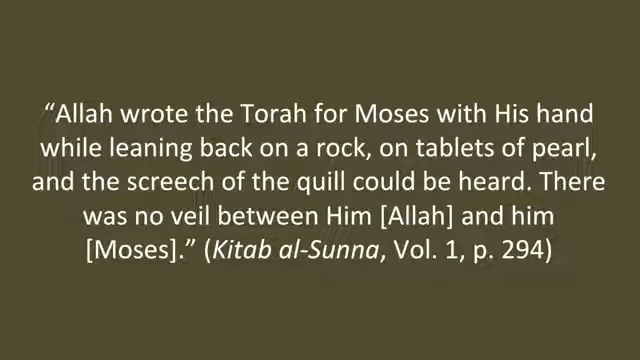 “Allah wrote the Torah for Moses with His hand
while leaning back on a rock, on tablets of pearl,
and the screech of the quill could be heard. There
was no veil between Him [Allah] and him
[Moses].” (Kitab al-Sunna, Vol. 1, p. 294)